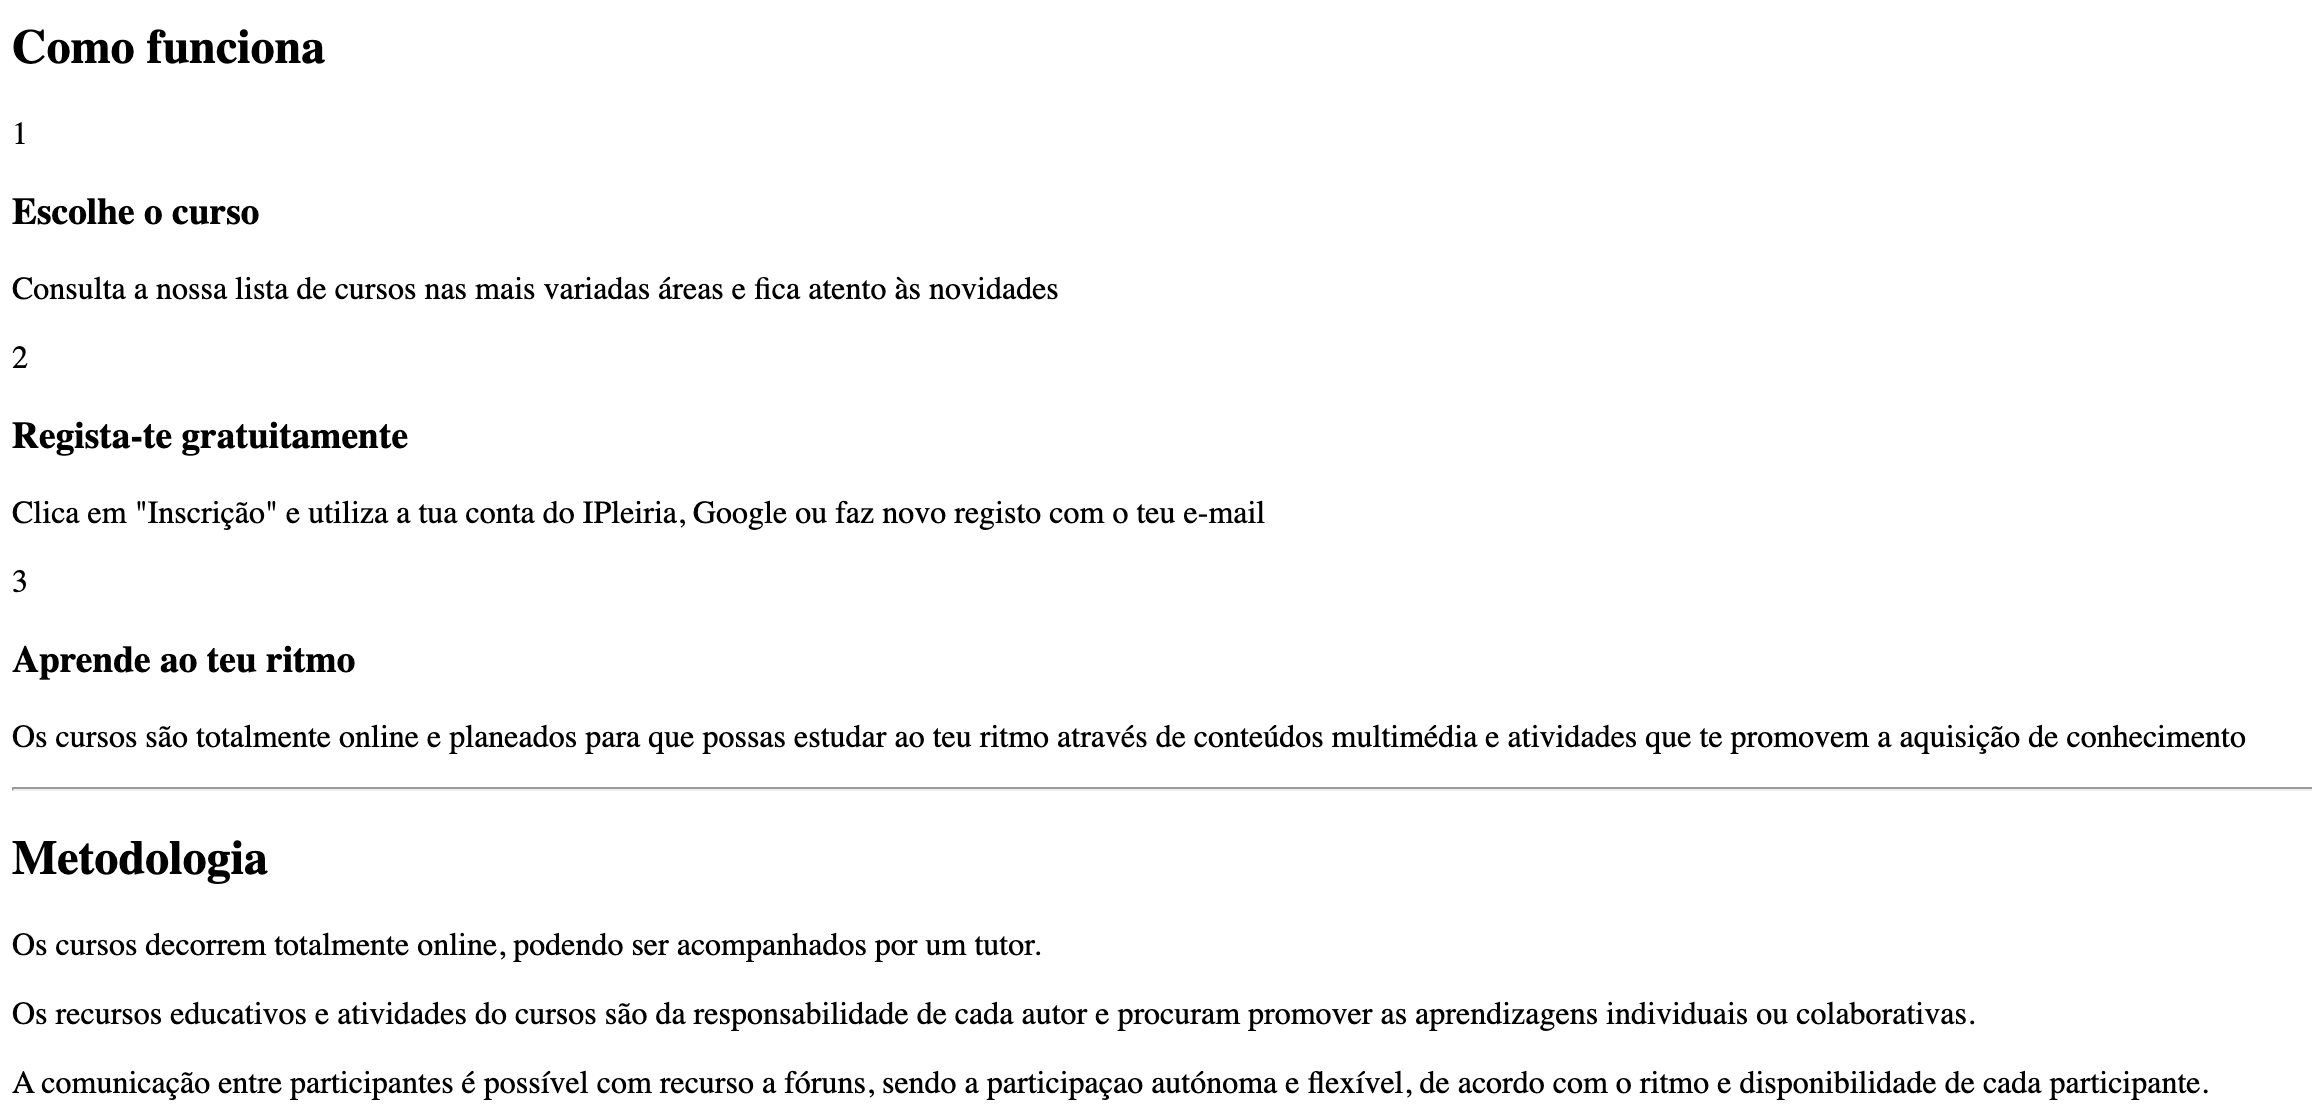 Como funciona
1
Escolhe o curso
Consulta a nossa lista de cursos nas mais variadas áreas e fica atento às novidades
2
Regista-te gratuitamente
Clica em "Inscrição" e utiliza a tua conta do IPleiria, Google ou faz novo registo com o teu e-mail
3
Aprende ao teu ritmo
Os cursos são totalmente online e planeados para que possas estudar ao teu ritmo através de conteúdos multimédia e atividades que te promovem a aquisição de conhecimento
Metodologia
Os cursos decorrem totalmente online, podendo ser acompanhados por um tutor.
Os recursos educativos e atividades do cursos são da responsabilidade de cada autor e procuram promover as aprendizagens individuais ou colaborativas.
A comunicação entre participantes é possível com recurso a fóruns, sendo a participaçao autónoma e flexível, de acordo com o ritmo e disponibilidade de cada participante.